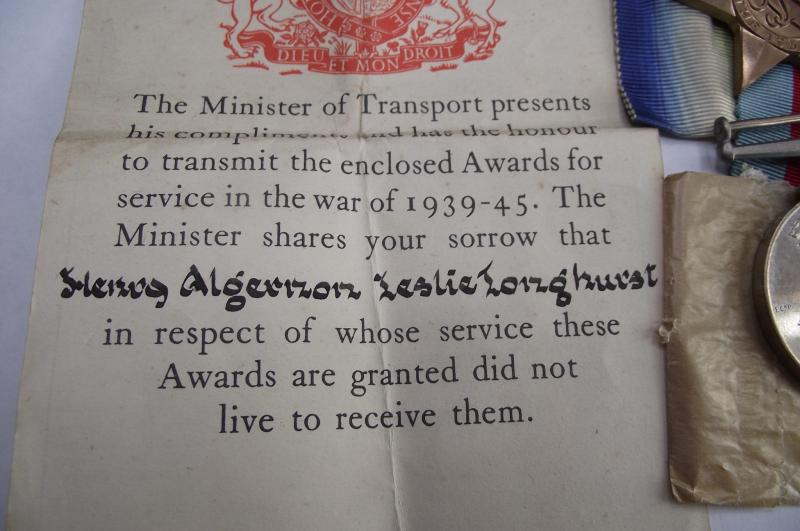 DIEU ET MON DROIT
The Minister of Transport presents
his compliments and has the honour
to transmit the enclosed Awards for
service in the war of 1939-45. The
Minister shares your sorrow that
Henry Algernon Leslie Longhurst
in respect of whose service these
Awards are granted did not
live to receive them.